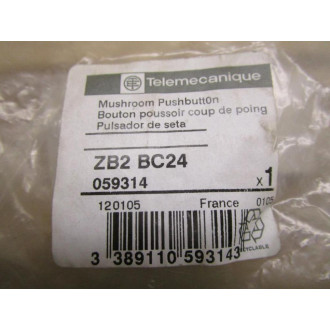 Telemecanique
Mushroom Pushbutt0n
Bouton poussoir coup de poing
Pulsador de seta
ZB2 BC24
059314 x1
120105 France 0105
3 389110 593143